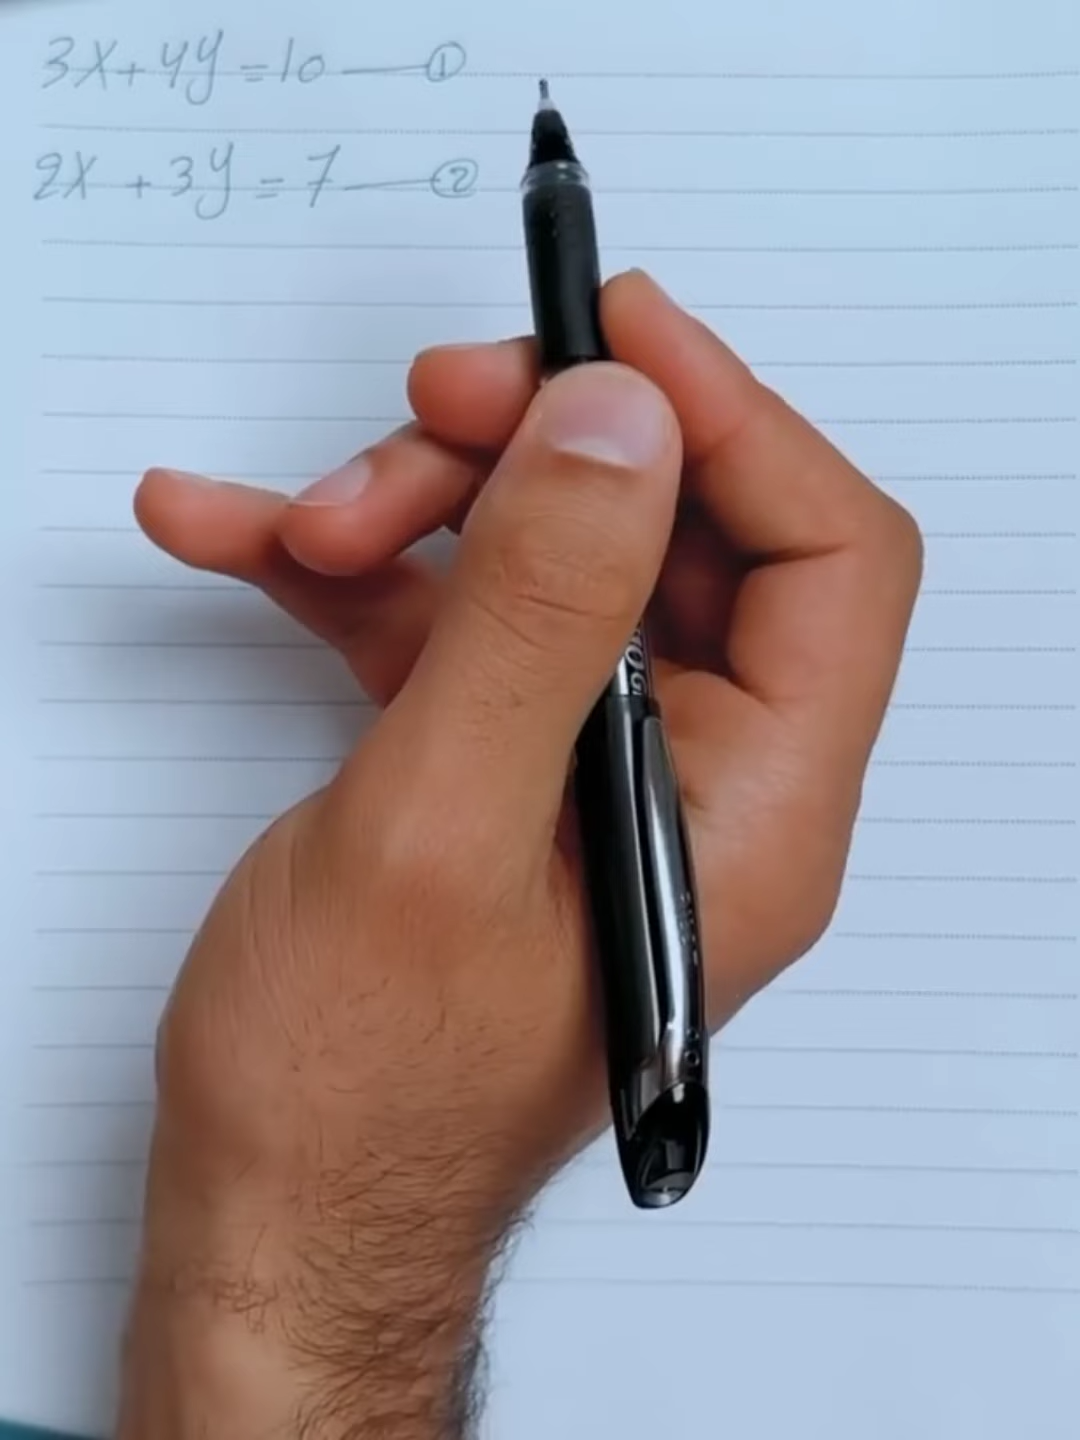 3x+4y=10 —— ①
2x+3y=7 —— ②